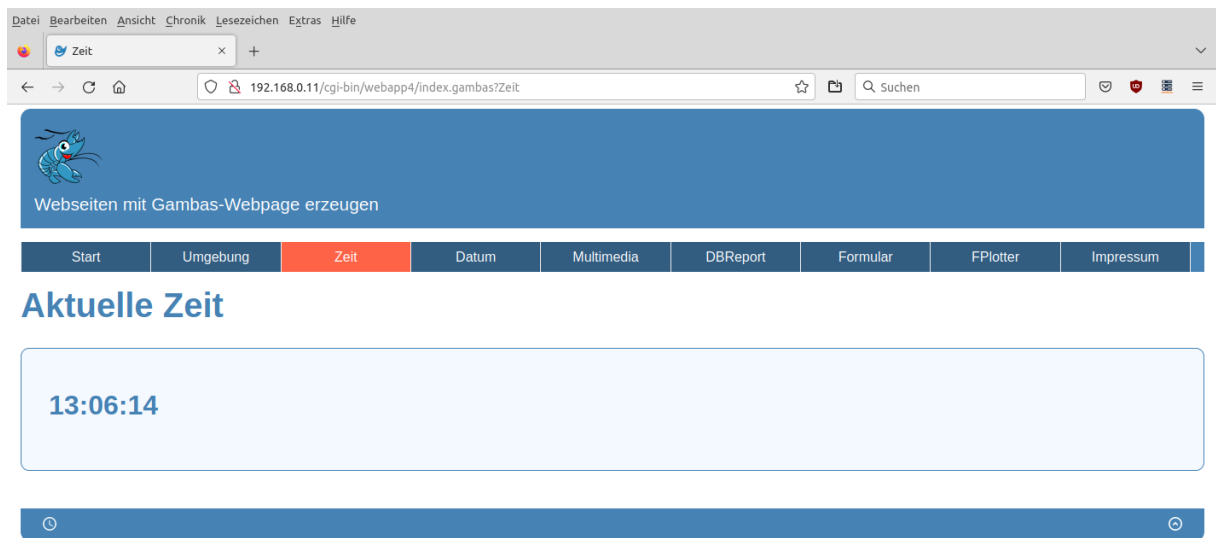 Datei Bearbeiten Ansicht Chronik Lesezeichen Extras Hilfe
Zeit
192.168.0.11/cgi-bin/webapp4/index.gambas?Zeit Suchen
Webseiten mit Gambas-Webpage erzeugen
Start Umgebung Zeit Datum Multimedia DBReport Formular FPlotter Impressum
Aktuelle Zeit
13:06:14